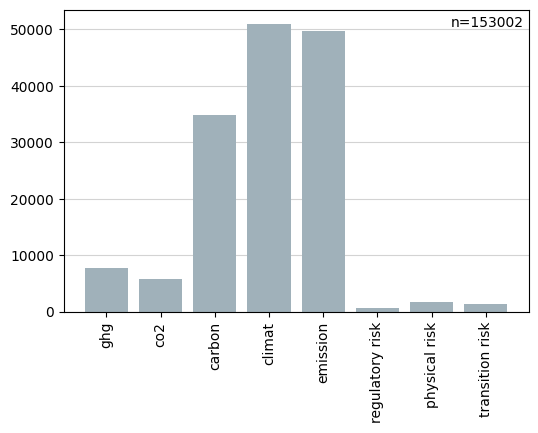 n=153002
50000
40000
30000
20000
10000
0
ghg
co2
carbon
climat
emission
regulatory risk
physical risk
transition risk